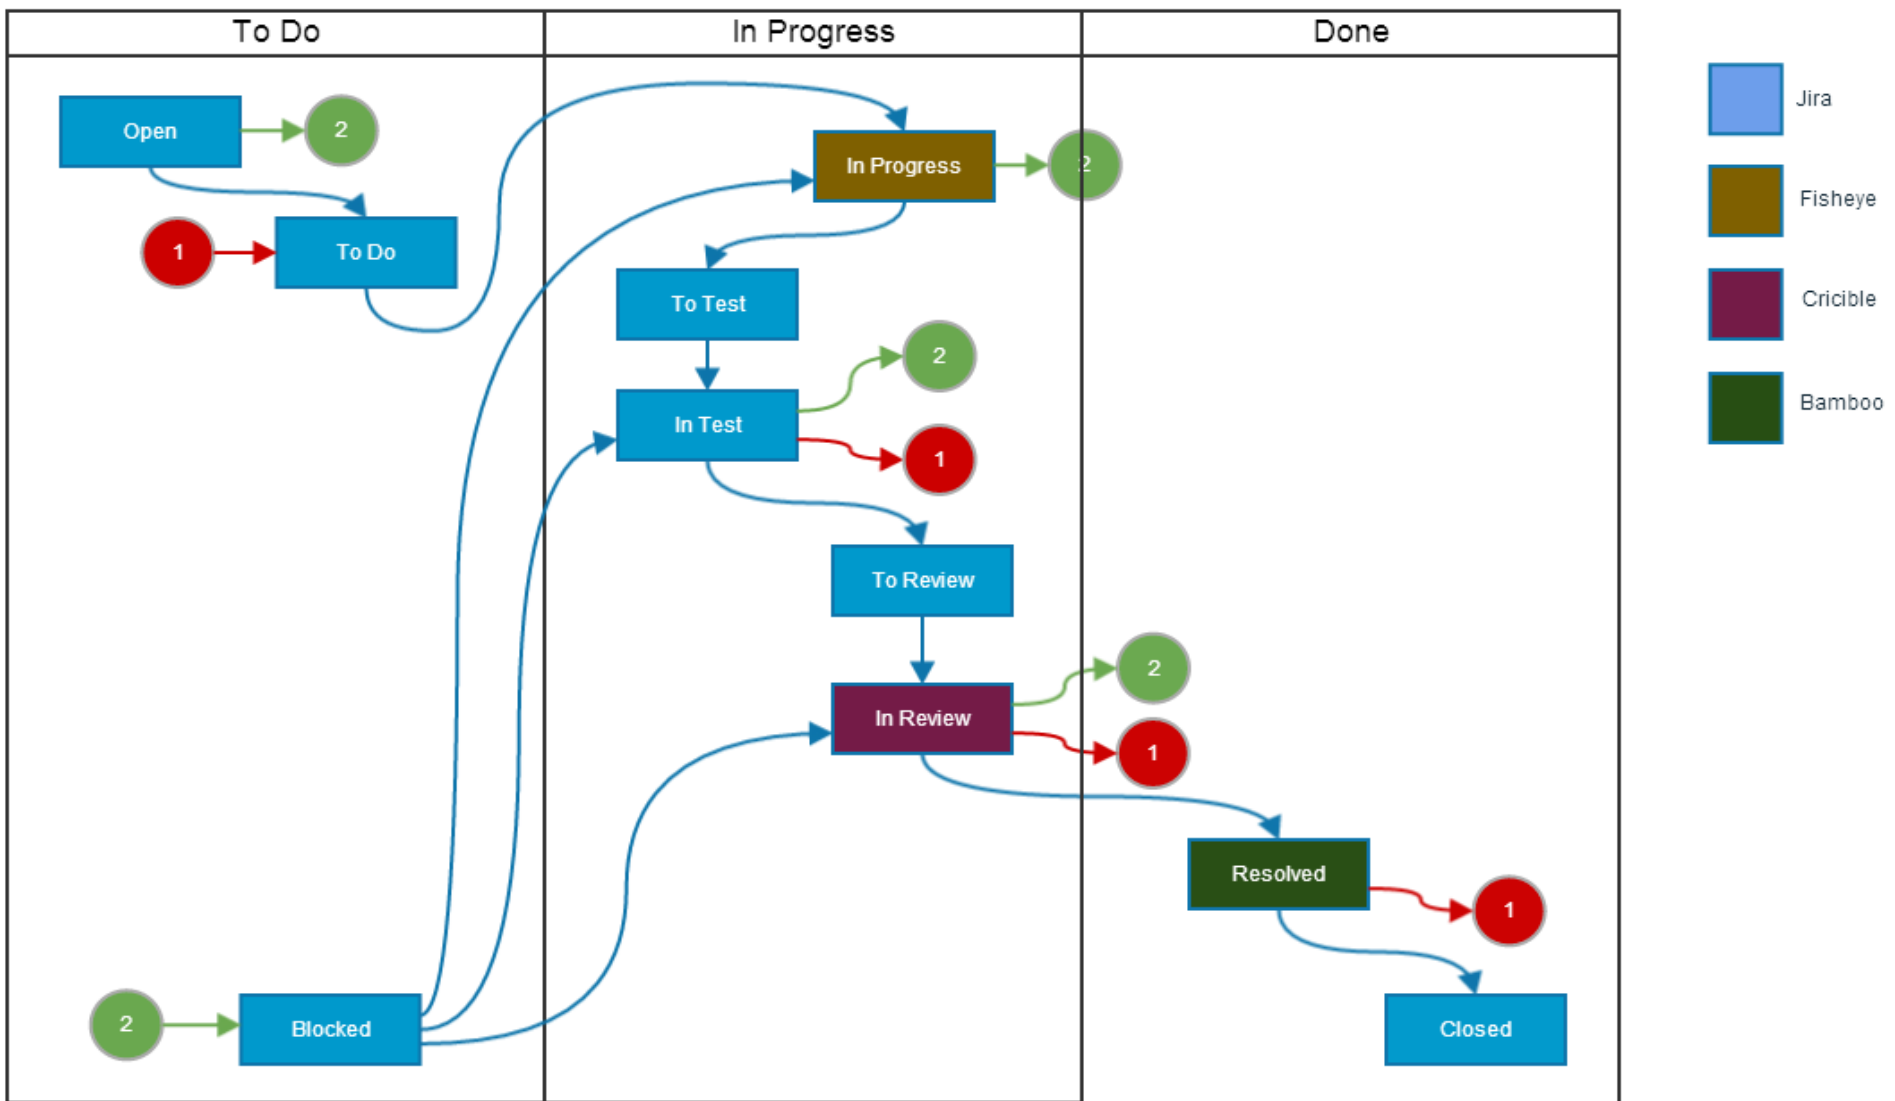 To Do
In Progress
Done
Open
2
1
To Do
In Progress
2
To Test
In Test
2
1
To Review
In Review
2
1
Resolved
1
2
Blocked
Closed
Jira
Fisheye
Cricible
Bamboo